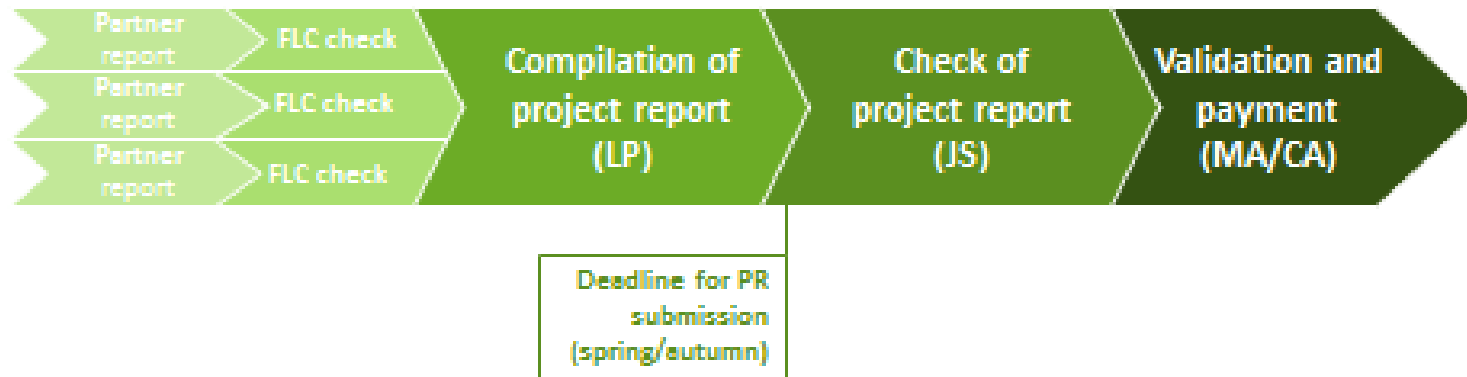 Partner
report
FLC check
Partner
report
FLC check
Partner
report
FLC check
Compilation of
project report
(LP)
Check of
project report
(JS)
Validation and
payment
(MA/CA)
Deadline for PR
submission
(spring/autumn)